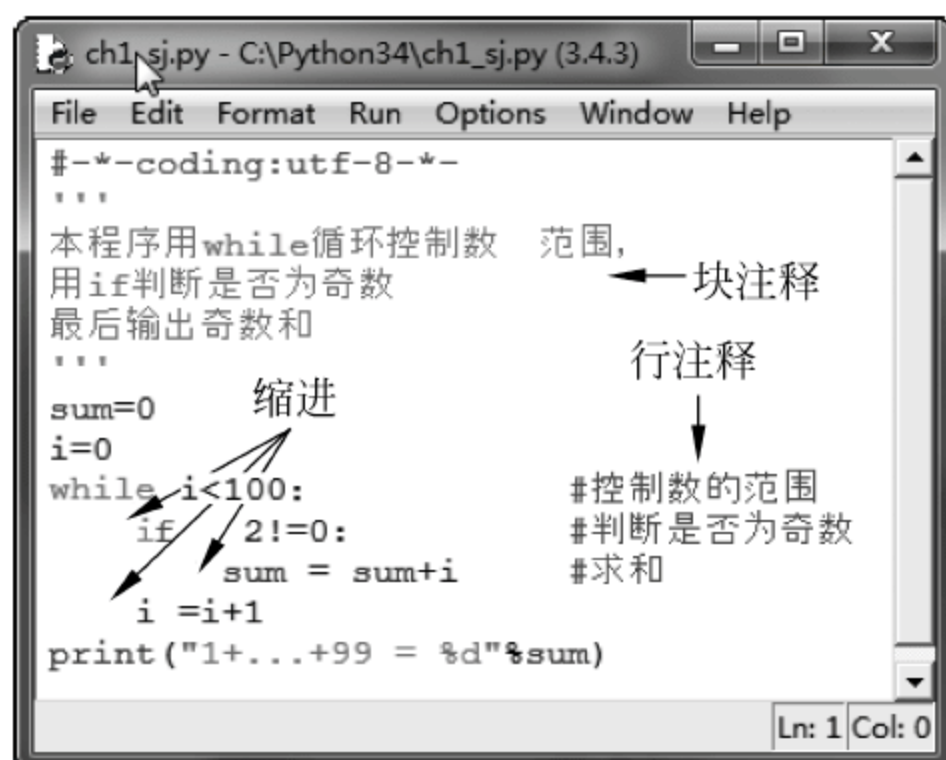 ch1_sj.py - C:\Python34\ch1_sj.py (3.4.3)
File Edit Format Run Options Window Help
#-*-coding:utf-8-*-
'''
本程序用while循环控制数 范围,
用if判断是否为奇数
块注释
最后输出奇数和
'''
行注释
缩进
sum=0
i=0
while i<100: #控制数的范围
if 2!=0: #判断是否为奇数
sum = sum+i #求和
i =i+1
print("1+...+99 = %d"%sum)
Ln: 1 Col: 0